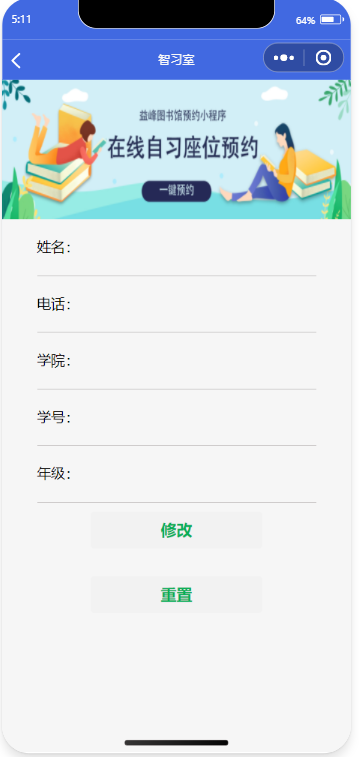 5:11
64%
智习室
益峰图书馆预约小程序
在线自习座位预约
一键预约
姓名：
电话：
学院：
学号：
年级：
修改
重置